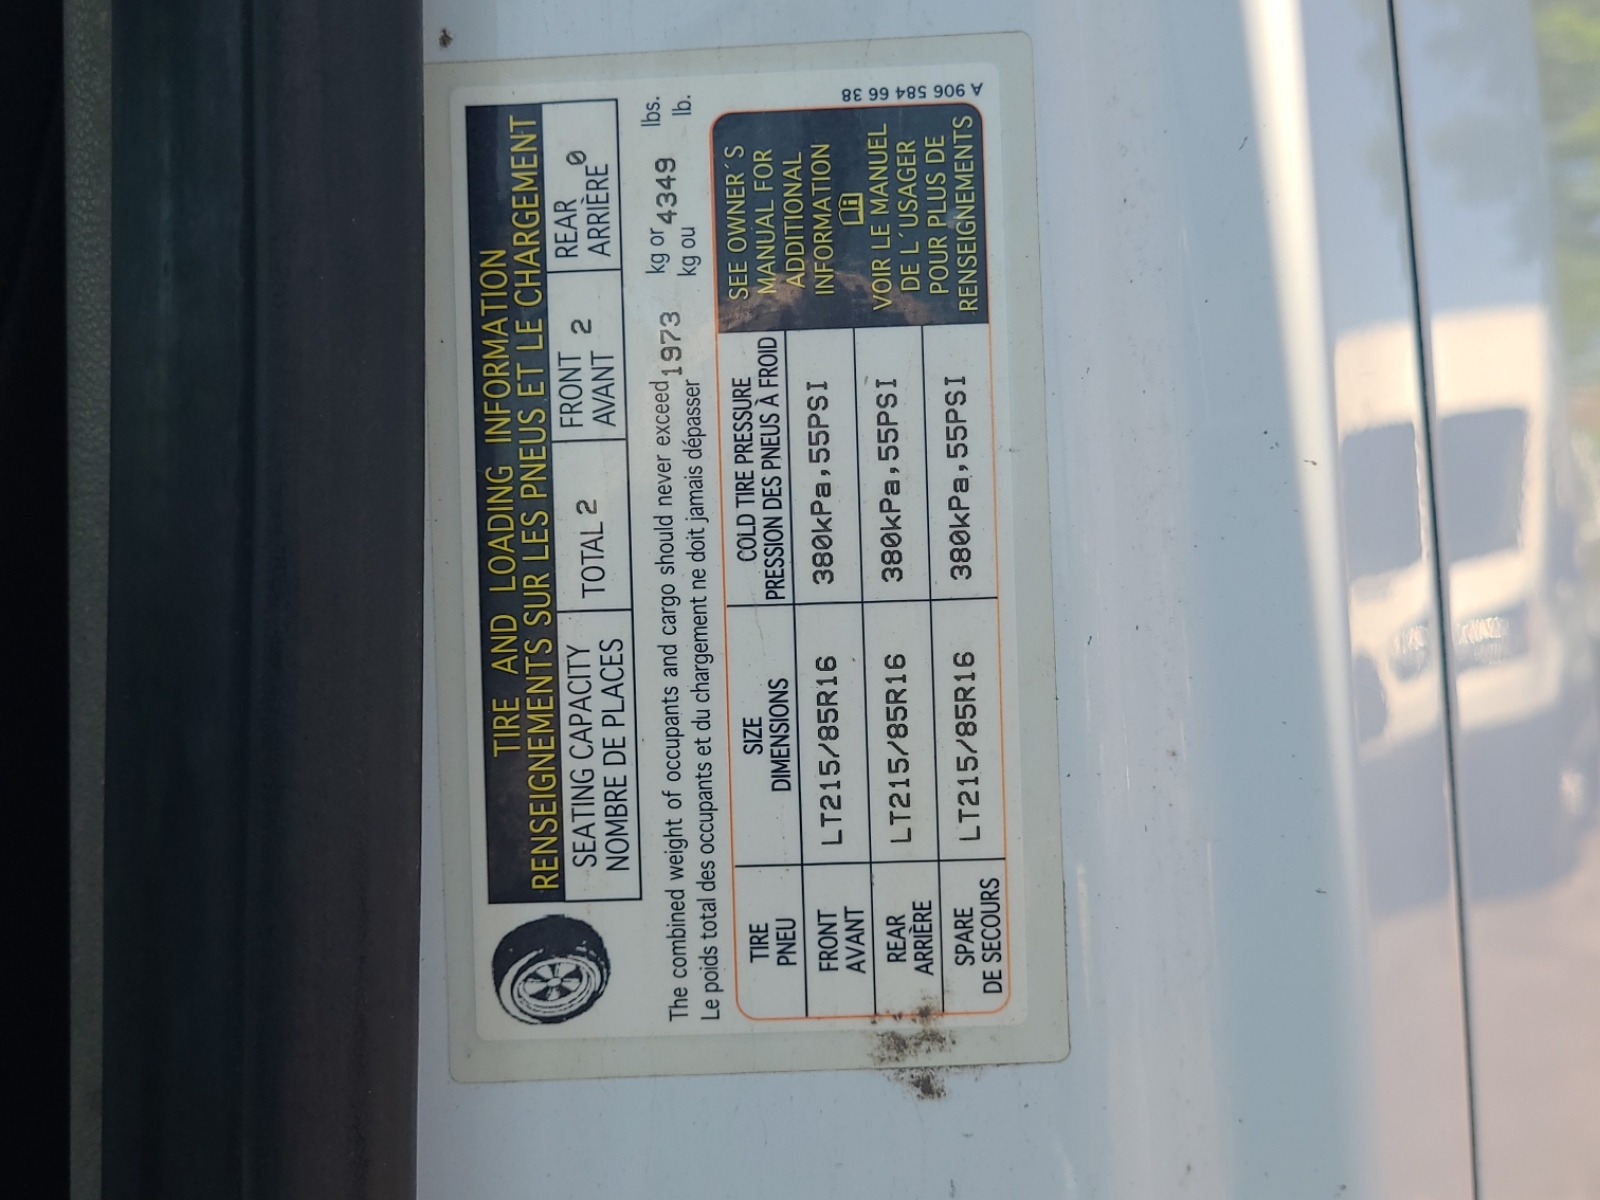 TIRE AND LOADING INFORMATION
RENSEIGNEMENTS SUR LES PNEUS ET LE CHARGEMENT
SEATING CAPACITY
NOMBRE DE PLACES
TOTAL 2
FRONT
AVANT 2
REAR
ARRIÈRE 0
The combined weight of occupants and cargo should never exceed 1973 kg or 4349 lbs.
Le poids total des occupants et du chargement ne doit jamais dépasser kg ou lb.
TIRE
PNEU
SIZE
DIMENSIONS
COLD TIRE PRESSURE
PRESSION DES PNEUS À FROID
FRONT
AVANT
LT215/85R16
380kPa,55PSI
REAR
ARRIÈRE
LT215/85R16
380kPa,55PSI
SPARE
DE SECOURS
LT215/85R16
380kPa,55PSI
SEE OWNER´S
MANUAL FOR
ADDITIONAL
INFORMATION
VOIR LE MANUEL
DE L´USAGER
POUR PLUS DE
RENSEIGNEMENTS
A 906 584 66 38